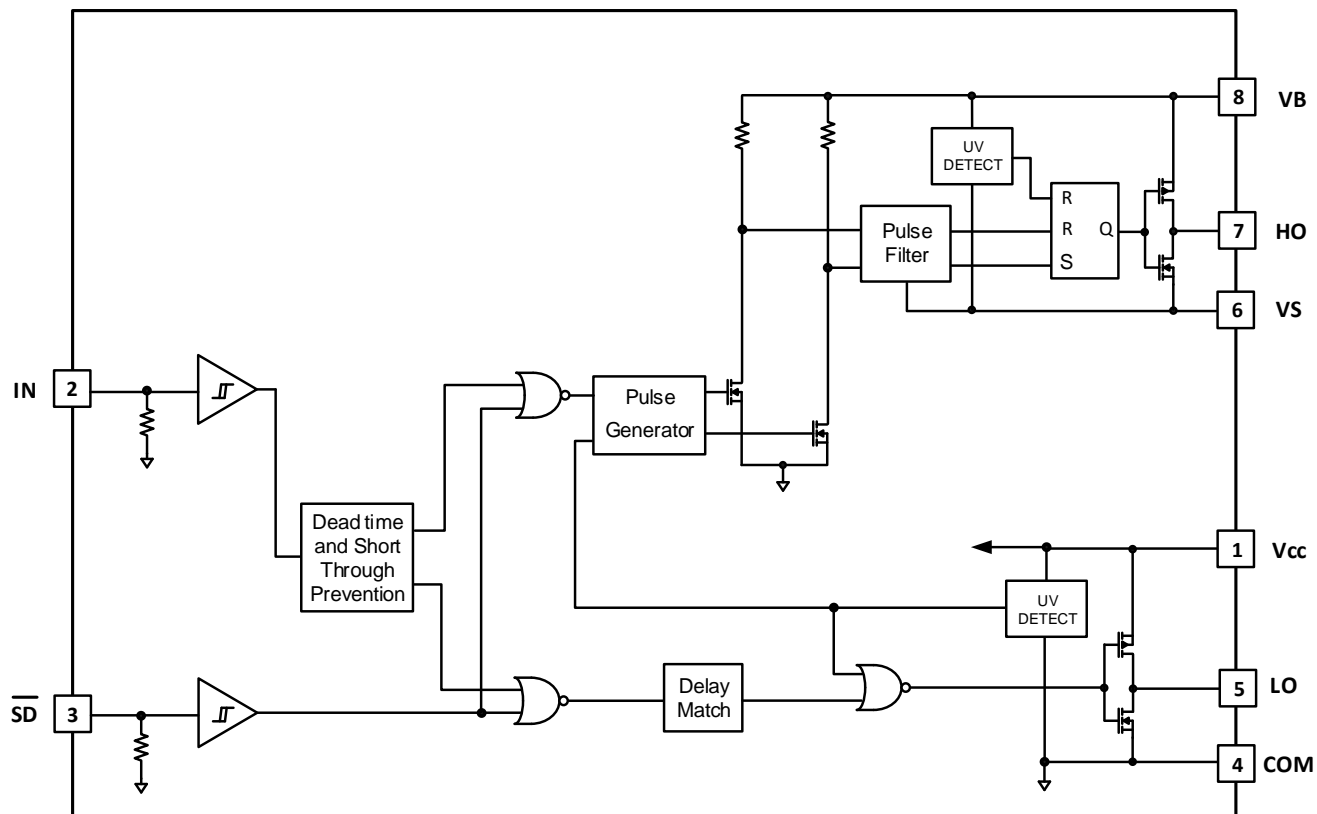 8 VB
UV
DETECT
R
R Q
S
Pulse
Filter
7 HO
6 VS
IN 2
Pulse
Generator
Dead time
and Short
Through
Prevention
1 Vcc
UV
DETECT
SD 3
Delay
Match
5 LO
4 COM